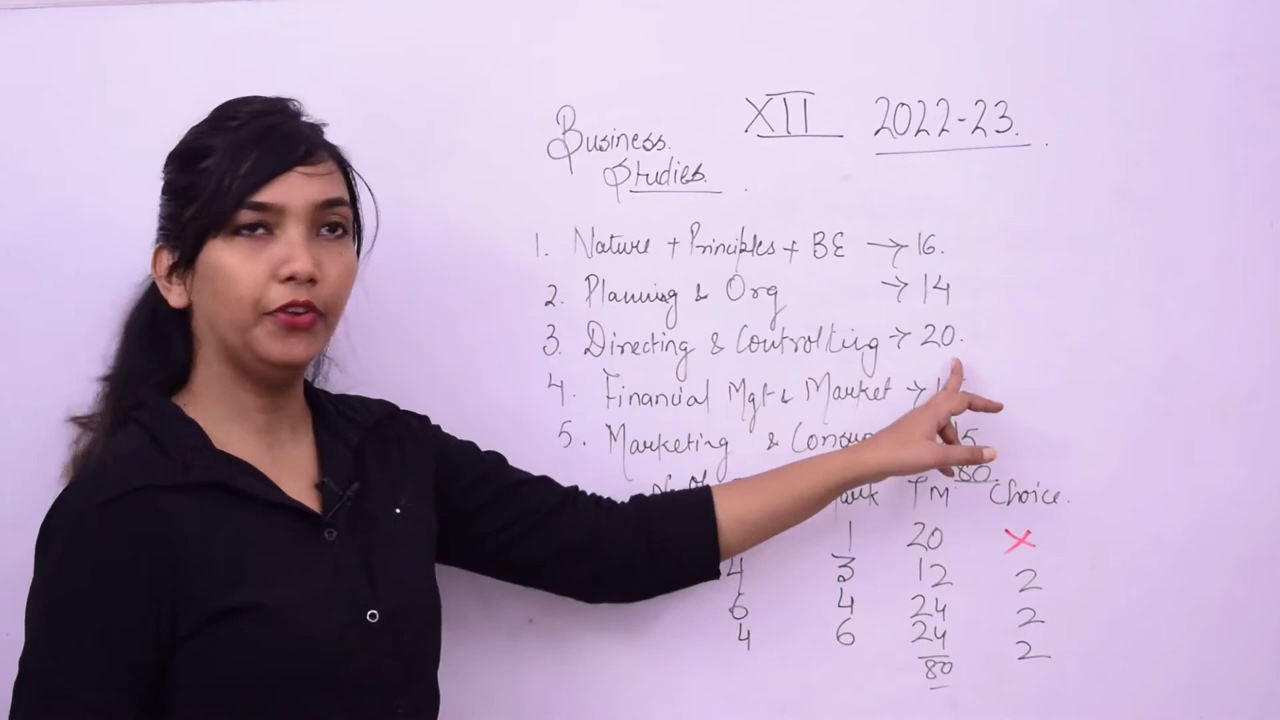 XII 2022-23.
Business
Studies.
1. Nature + Principles + BE → 16.
2. Planning & Org → 14
3. Directing & Controlling → 20.
4. Financial Mgt & Market →
5. Marketing & 15
80
TM Choice.
1 20 ×
4 3 12 2
6 4 24 2
4 6 24 2
80